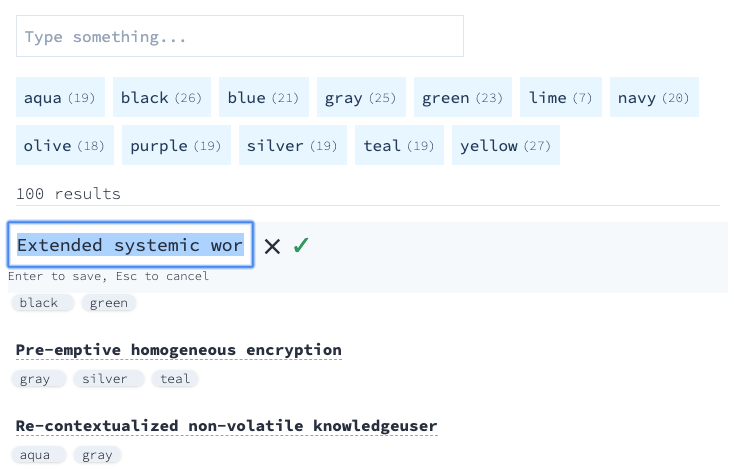 Type something...
aqua (19) black (26) blue (21) gray (25) green (23) lime (7) navy (20)
olive (18) purple (19) silver (19) teal (19) yellow (27)
100 results
Extended systemic wor
Enter to save, Esc to cancel
black green
Pre-emptive homogeneous encryption
gray silver teal
Re-contextualized non-volatile knowledgeuser
aqua gray